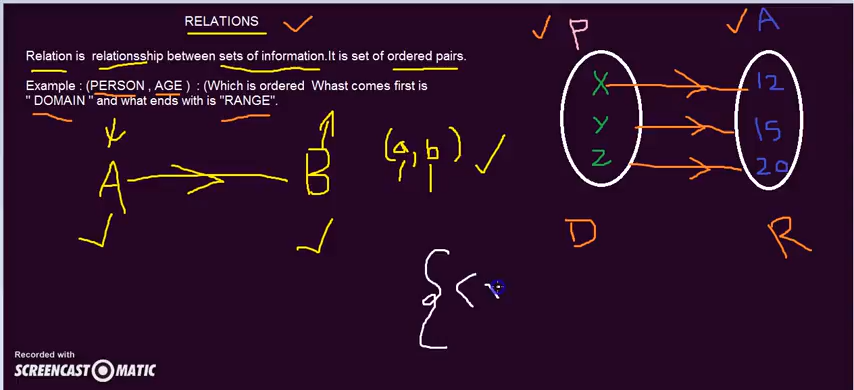 RELATIONS
Relation is relationsship between sets of information.It is set of ordered pairs.
Example : (PERSON , AGE ) : (Which is ordered Whast comes first is
" DOMAIN " and what ends with is "RANGE".
P A
X 12
Y 15
Z 20
A B (a, b)
D R
{ (
Recorded with
SCREENCAST MATIC